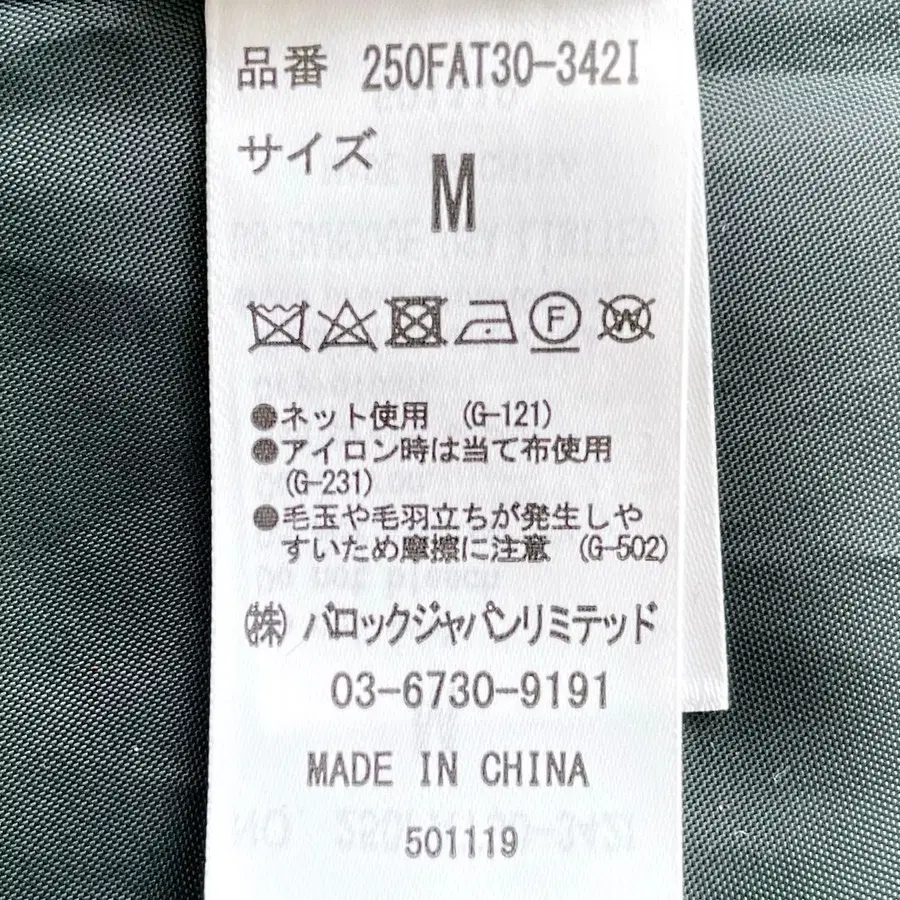 品番 250FAT30-342I
サイズ
M
F W
●ネット使用 (G-121)
●アイロン時は当て布使用
(G-231)
●毛玉や毛羽立ちが発生しや
すいため摩擦に注意 (G-502)
㈱ バロックジャパンリミテッド
03-6730-9191
MADE IN CHINA
501119